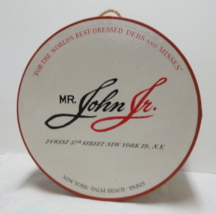 "FOR THE WORLD'S BEST-DRESSED DEBS AND MISSES"
MR. John Jr.
24 WEST 57TH STREET NEW YORK 19, N.Y.
NEW YORK · PALM BEACH · PARIS